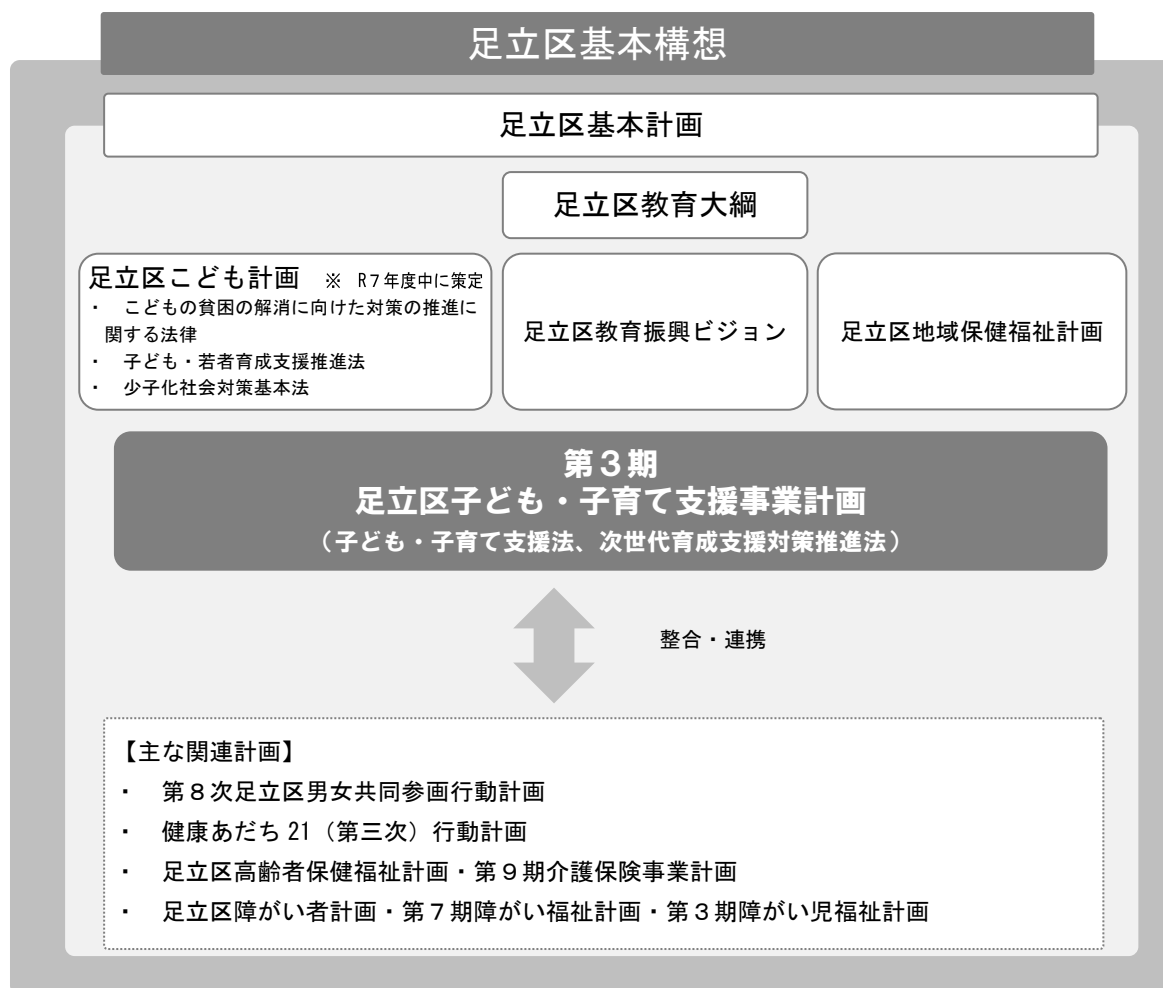 足立区基本構想
足立区基本計画
足立区教育大綱
足立区こども計画 ※ R7年度中に策定
・ こどもの貧困の解消に向けた対策の推進に
関する法律
・ 子ども・若者育成支援推進法
・ 少子化社会対策基本法
足立区教育振興ビジョン
足立区地域保健福祉計画
第3期
足立区子ども・子育て支援事業計画
(子ども・子育て支援法、次世代育成支援対策推進法)
整合・連携
【主な関連計画】
・ 第8次足立区男女共同参画行動計画
・ 健康あだち21(第三次)行動計画
・ 足立区高齢者保健福祉計画・第9期介護保険事業計画
・ 足立区障がい者計画・第7期障がい福祉計画・第3期障がい児福祉計画